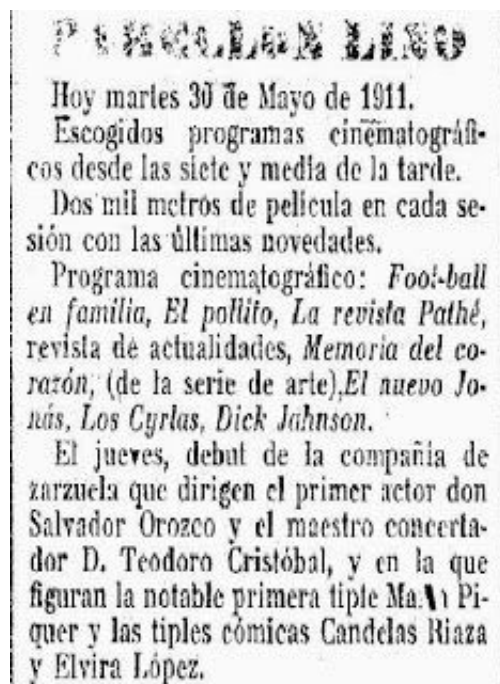 PABELLON LINO
Hoy martes 30 de Mayo de 1911.
Escogidos programas cinematográfi-
cos desde las siete y media de la tarde.
Dos mil metros de película en cada se-
sión con las últimas novedades.
Programa cinematográfico: Foot-ball
en familia, El pollito, La revista Pathé,
revista de actualidades, Memoria del co-
razón, (de la serie de arte), El nuevo Jo-
nás, Los Cyrlas, Dick Jahnson.
El jueves, debut de la compañía de
zarzuela que dirigen el primer actor don
Salvador Orozco y el maestro concerta-
dor D. Teodoro Cristóbal, y en la que
figuran la notable primera tiple Pi-
quer y las tiples cómicas Candelas Riaza
y Elvira López.